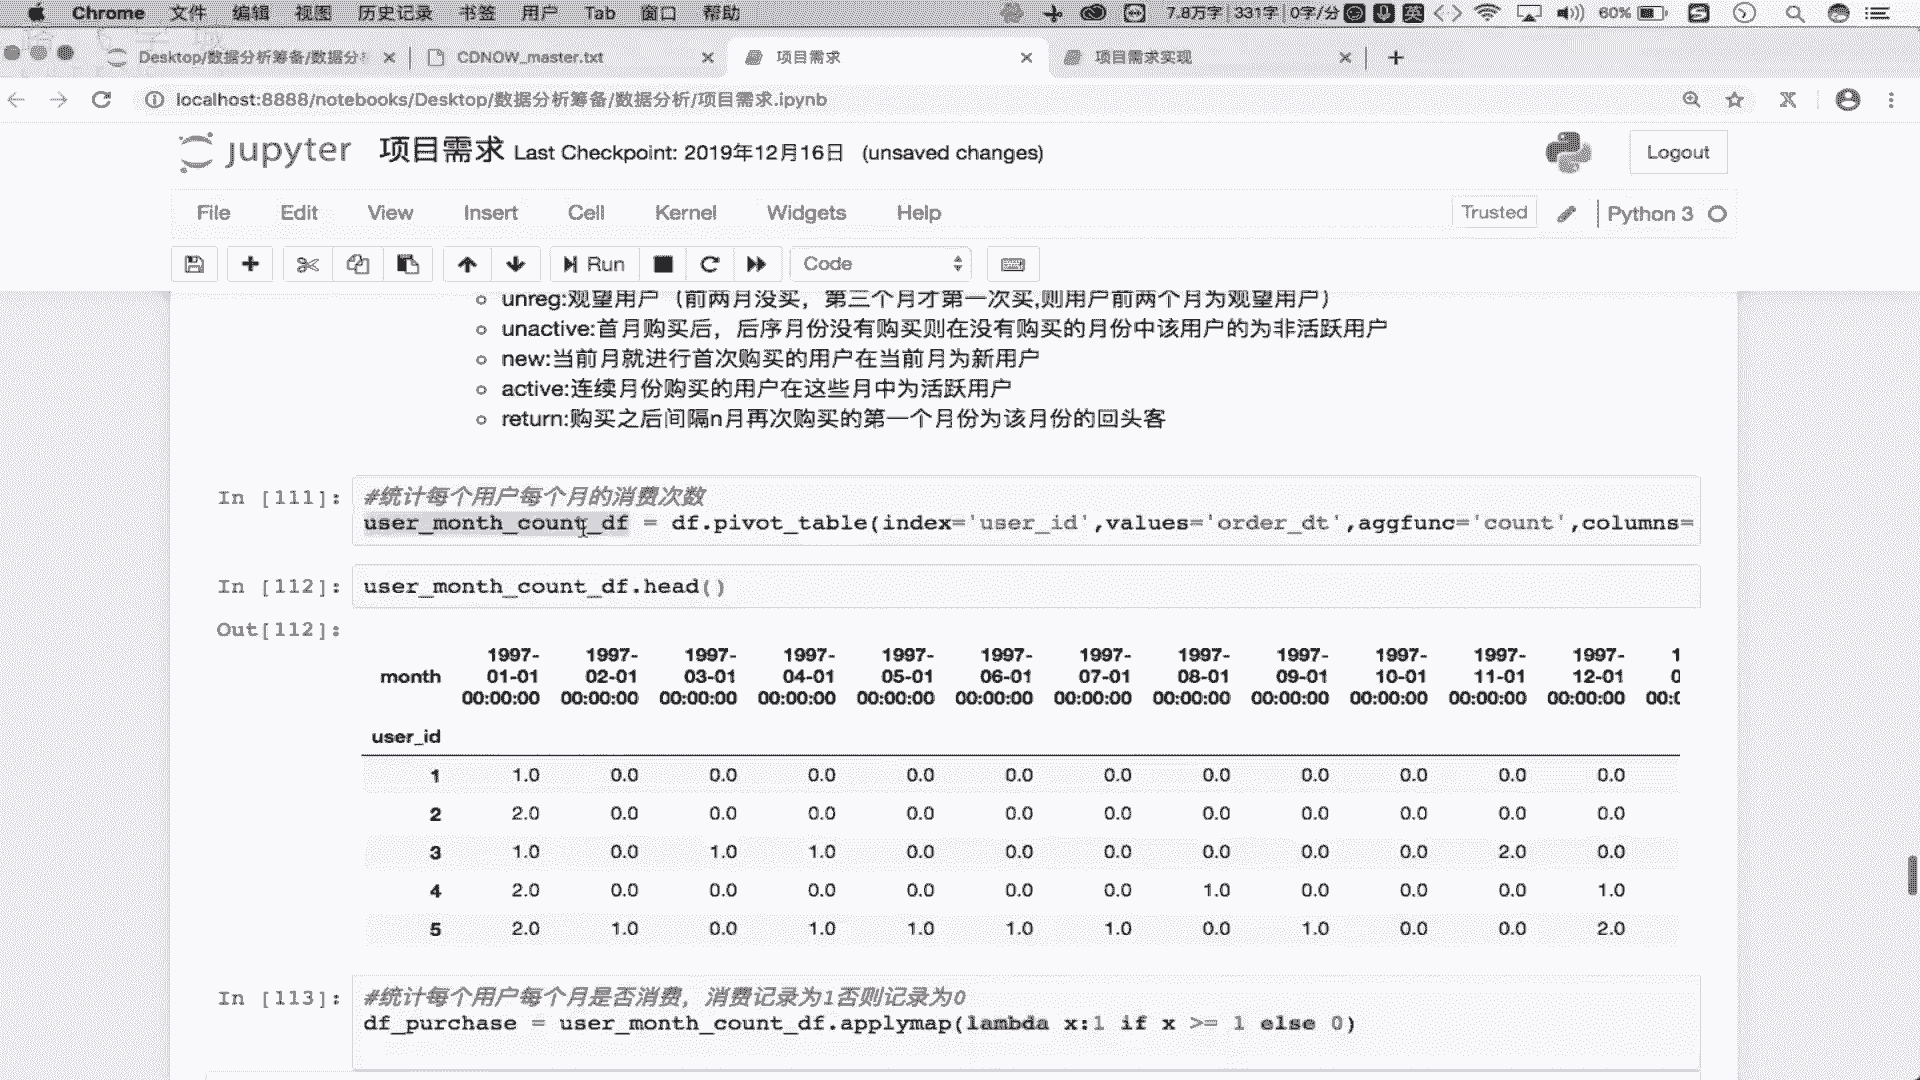 Chrome 文件 编辑 视图 历史记录 书签 用户 Tab 窗口 帮助 7.8万字 331字 0字/分 英 60%
Desktop/数据分析筹备/数据分 CDNOW_master.txt 项目需求 项目需求实现
localhost:8888/notebooks/Desktop/数据分析筹备/数据分析/项目需求.ipynb
jupyter 项目需求 Last Checkpoint: 2019年12月16日 (unsaved changes) Logout
File Edit View Insert Cell Kernel Widgets Help Trusted Python 3
Run Code
unreg:观望用户（前两月没买，第三个月才第一次买,则用户前两个月为观望用户）
unactive:首月购买后，后序月份没有购买则在没有购买的月份中该用户的为非活跃用户
new:当前月就进行首次购买的用户在当前月为新用户
active:连续月份购买的用户在这些月中为活跃用户
return:购买之后间隔n月再次购买的第一个月份为该月份的回头客
In [111]: #统计每个用户每个月的消费次数
user_month_count_df = df.pivot_table(index='user_id',values='order_dt',aggfunc='count',columns=
In [112]: user_month_count_df.head()
Out[112]:
1997- 1997- 1997- 1997- 1997- 1997- 1997- 1997- 1997- 1997- 1997- 1997- 1
month 01-01 02-01 03-01 04-01 05-01 06-01 07-01 08-01 09-01 10-01 11-01 12-01 0
00:00:00 00:00:00 00:00:00 00:00:00 00:00:00 00:00:00 00:00:00 00:00:00 00:00:00 00:00:00 00:00:00 00:00:00 00:0
user_id
1 1.0 0.0 0.0 0.0 0.0 0.0 0.0 0.0 0.0 0.0 0.0 0.0
2 2.0 0.0 0.0 0.0 0.0 0.0 0.0 0.0 0.0 0.0 0.0 0.0
3 1.0 0.0 1.0 1.0 0.0 0.0 0.0 0.0 0.0 0.0 2.0 0.0
4 2.0 0.0 0.0 0.0 0.0 0.0 0.0 1.0 0.0 0.0 0.0 1.0
5 2.0 1.0 0.0 1.0 1.0 1.0 1.0 0.0 1.0 0.0 0.0 2.0
In [113]: #统计每个用户每个月是否消费，消费记录为1否则记录为0
df_purchase = user_month_count_df.applymap(lambda x:1 if x >= 1 else 0)